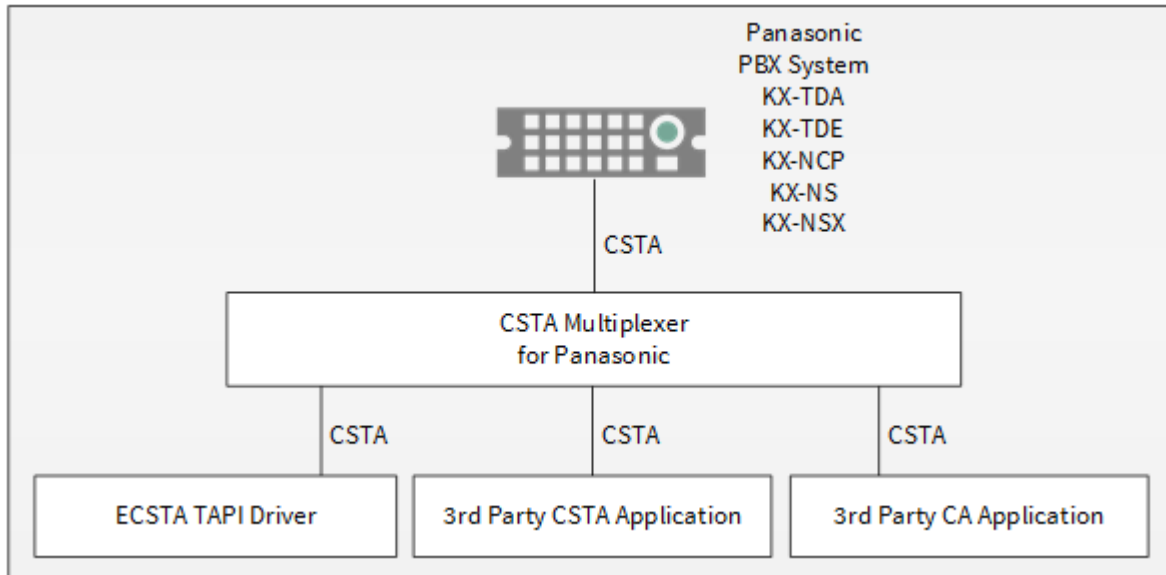 Panasonic
PBX System
KX-TDA
KX-TDE
KX-NCP
KX-NS
KX-NSX
CSTA
CSTA Multiplexer
for Panasonic
CSTA
CSTA
CSTA
ECSTA TAPI Driver
3rd Party CSTA Application
3rd Party CA Application